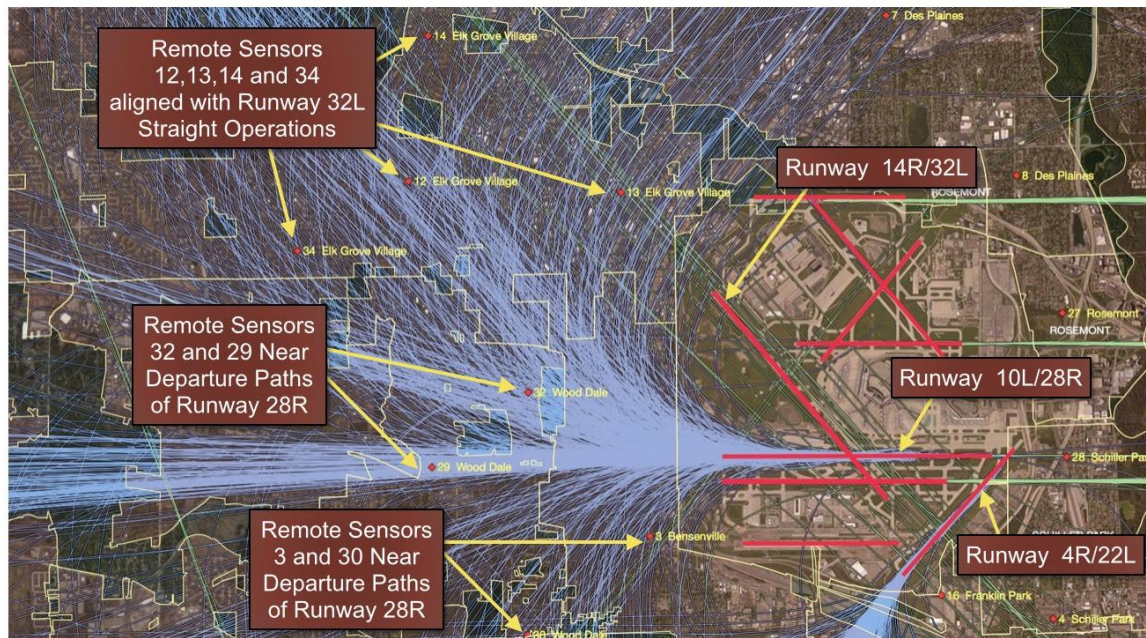 7 Des Plaines
Remote Sensors
12,13,14 and 34
aligned with Runway 32L
Straight Operations
14 Elk Grove Village
Runway 14R/32L
12 Elk Grove Village
13 Elk Grove Village
8 Des Plaines
ROSEMONT
34 Elk Grove Village
27 Rosemont
ROSEMONT
Remote Sensors
32 and 29 Near
Departure Paths
of Runway 28R
Runway 10L/28R
32 Wood Dale
29 Wood Dale
28 Schiller Par
Remote Sensors
3 and 30 Near
Departure Paths
of Runway 28R
3 Bensenville
Runway 4R/22L
16 Franklin Park
4 Schiller Park
30 Wood Dale